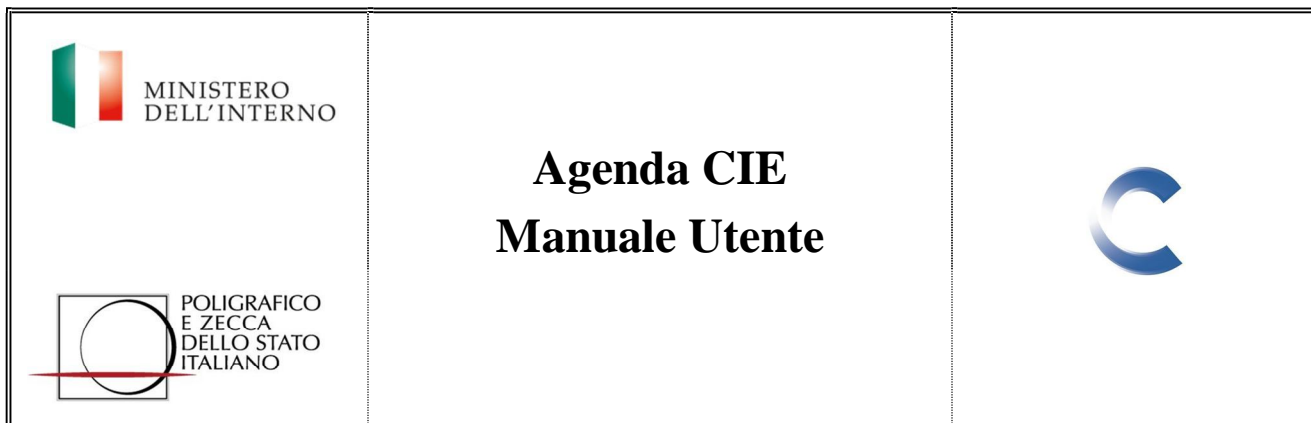 MINISTERO
DELL'INTERNO
POLIGRAFICO
E ZECCA
DELLO STATO
ITALIANO
Agenda CIE
Manuale Utente